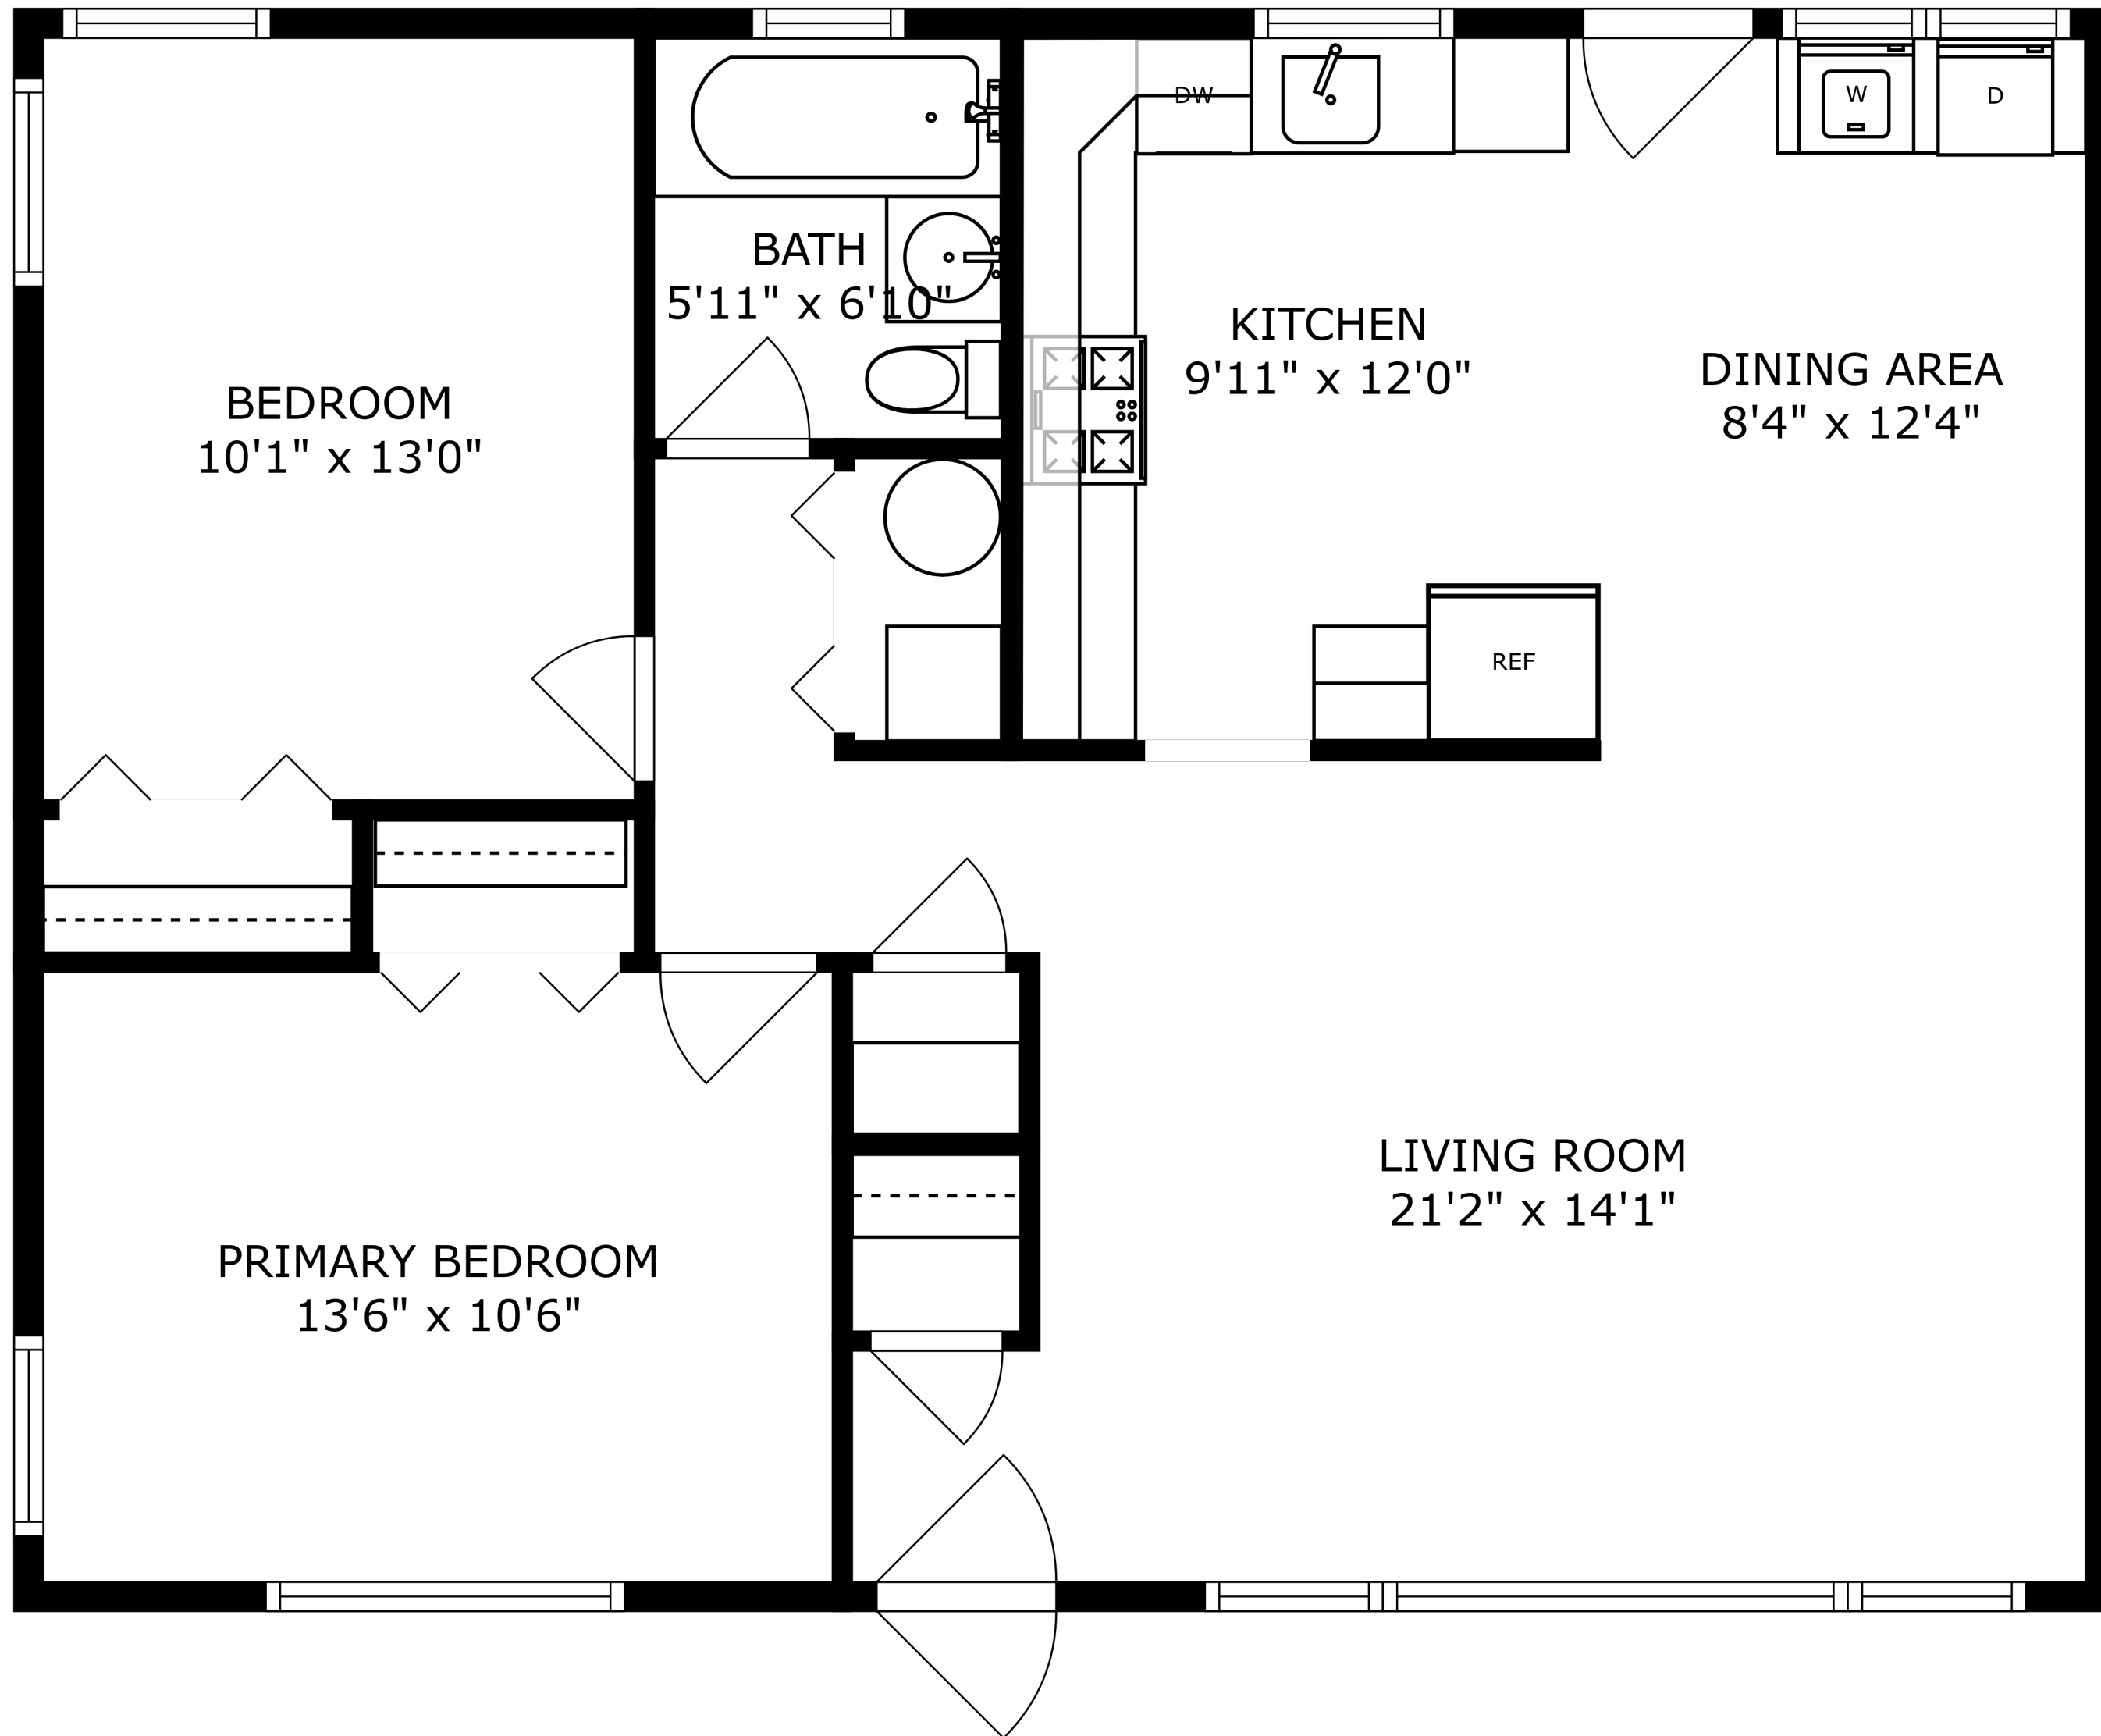 DW
W
D
BATH
5'11" x 6'10"
KITCHEN
9'11" x 12'0"
DINING AREA
8'4" x 12'4"
BEDROOM
10'1" x 13'0"
REF
LIVING ROOM
21'2" x 14'1"
PRIMARY BEDROOM
13'6" x 10'6"